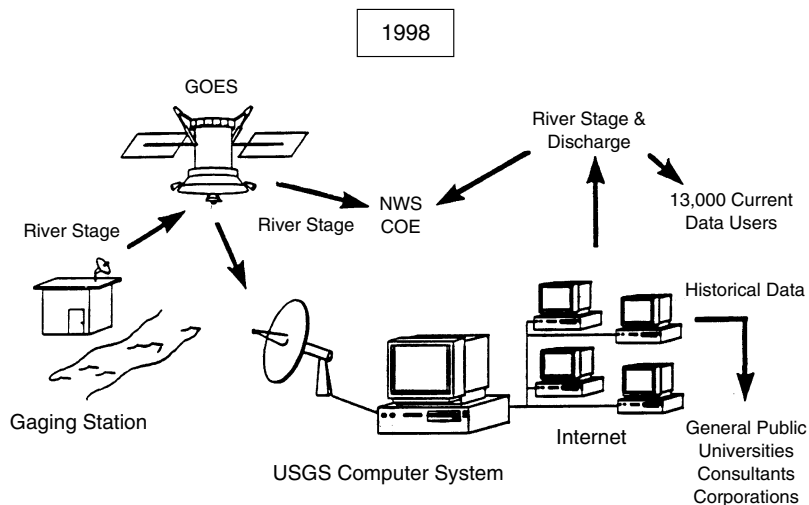 1998
GOES
River Stage &
Discharge
NWS
COE
13,000 Current
Data Users
River Stage
River Stage
Historical Data
Gaging Station
Internet
General Public
Universities
Consultants
Corporations
USGS Computer System